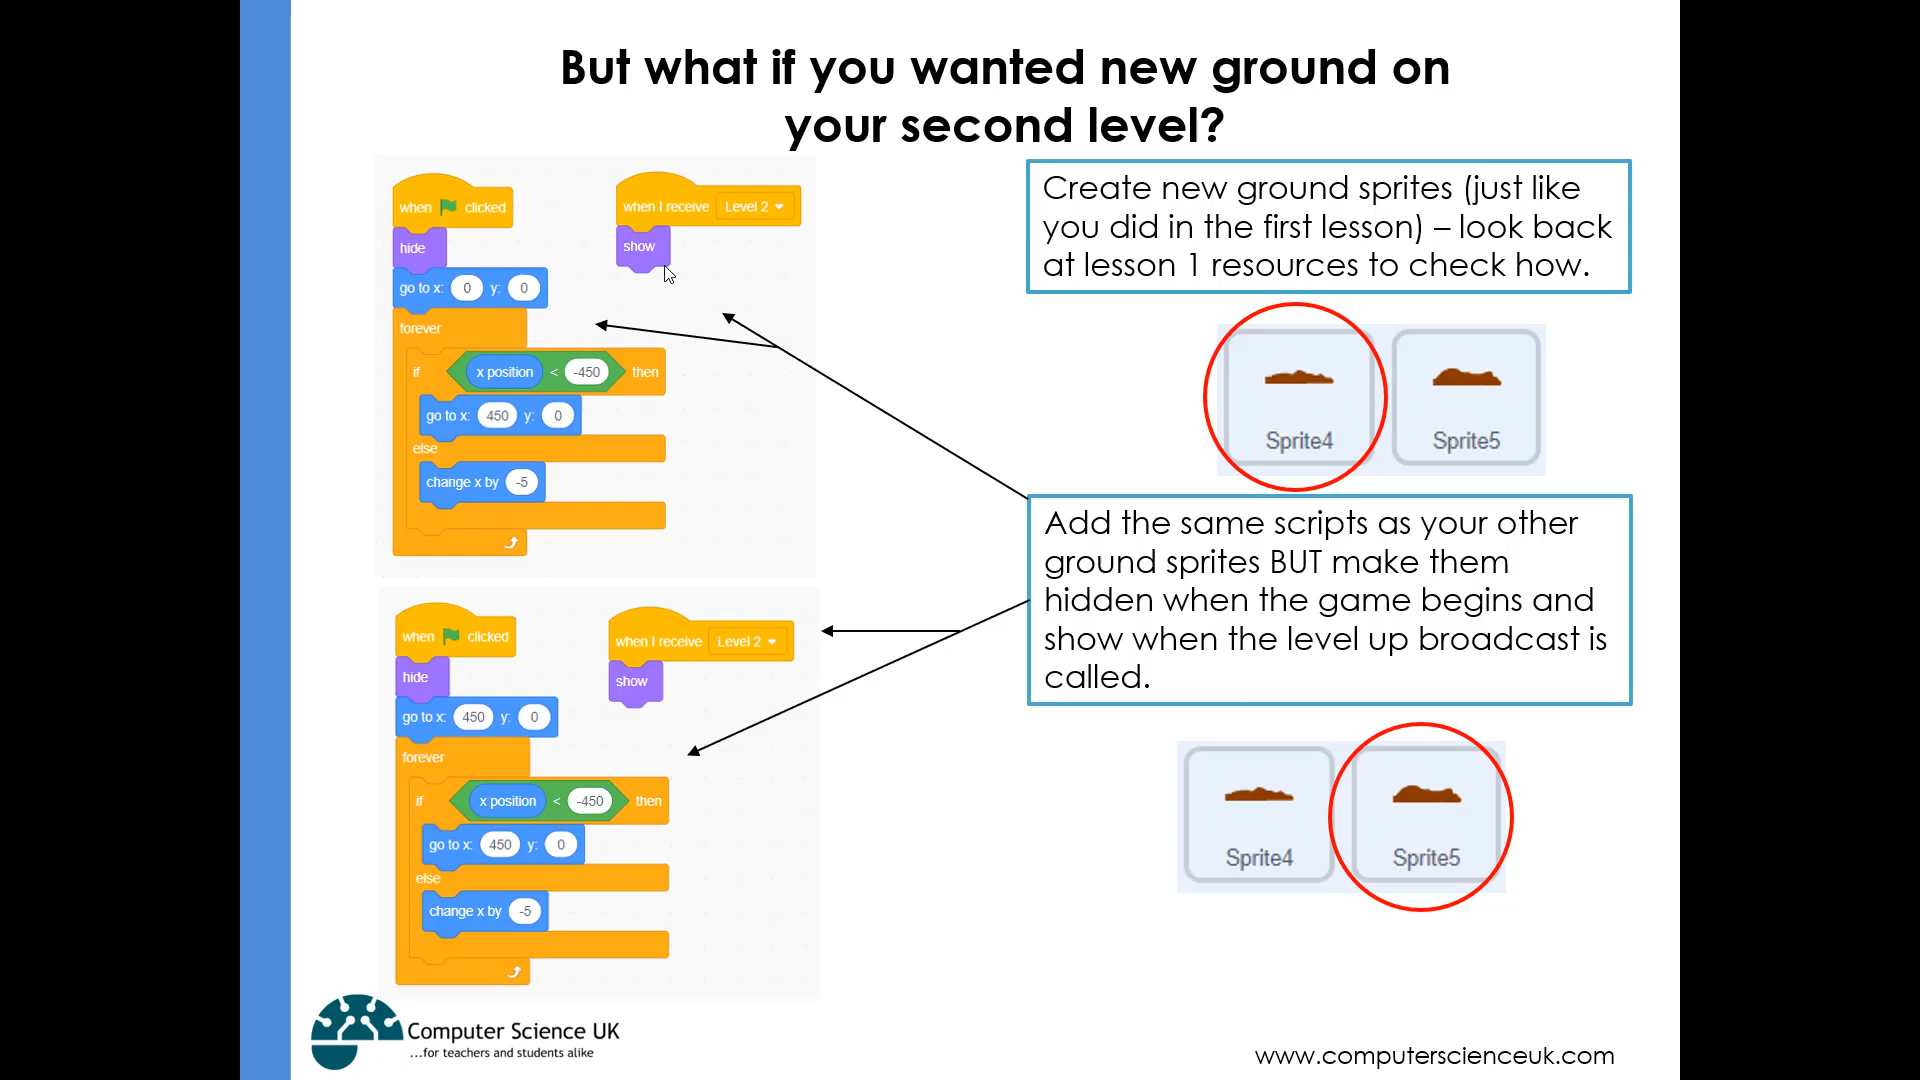 But what if you wanted new ground on
your second level?
when clicked
hide
go to x: 0 y: 0
forever
if x position < -450 then
go to x: 450 y: 0
else
change x by -5
when I receive Level 2
show
Create new ground sprites (just like
you did in the first lesson) – look back
at lesson 1 resources to check how.
Sprite4 Sprite5
Add the same scripts as your other
ground sprites BUT make them
hidden when the game begins and
show when the level up broadcast is
called.
when clicked
hide
go to x: 450 y: 0
forever
if x position < -450 then
go to x: 450 y: 0
else
change x by -5
when I receive Level 2
show
Sprite4 Sprite5
Computer Science UK
...for teachers and students alike
www.computerscienceuk.com